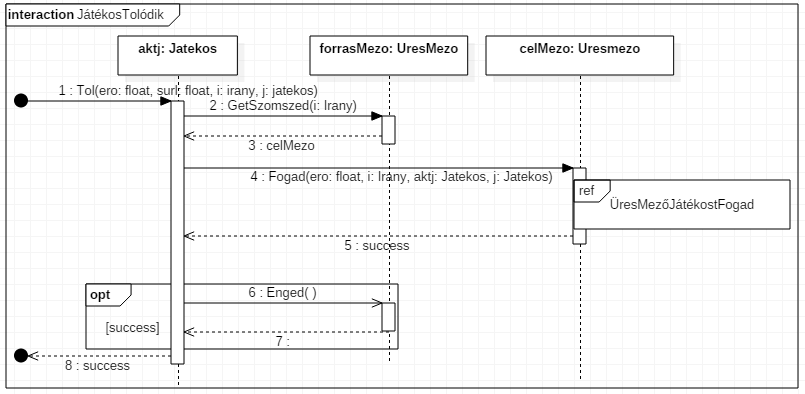 interaction JátékosTolódik
aktj: Jatekos
forrasMezo: UresMezo
celMezo: Uresmezo
1 : Tol(ero: float, surl: float, i: irany, j: jatekos)
2 : GetSzomszed(i: Irany)
3 : celMezo
4 : Fogad(ero: float, i: Irany, aktj: Jatekos, j: Jatekos)
ref
ÜresMezőJátékostFogad
5 : success
opt
6 : Enged( )
[success]
7 :
8 : success